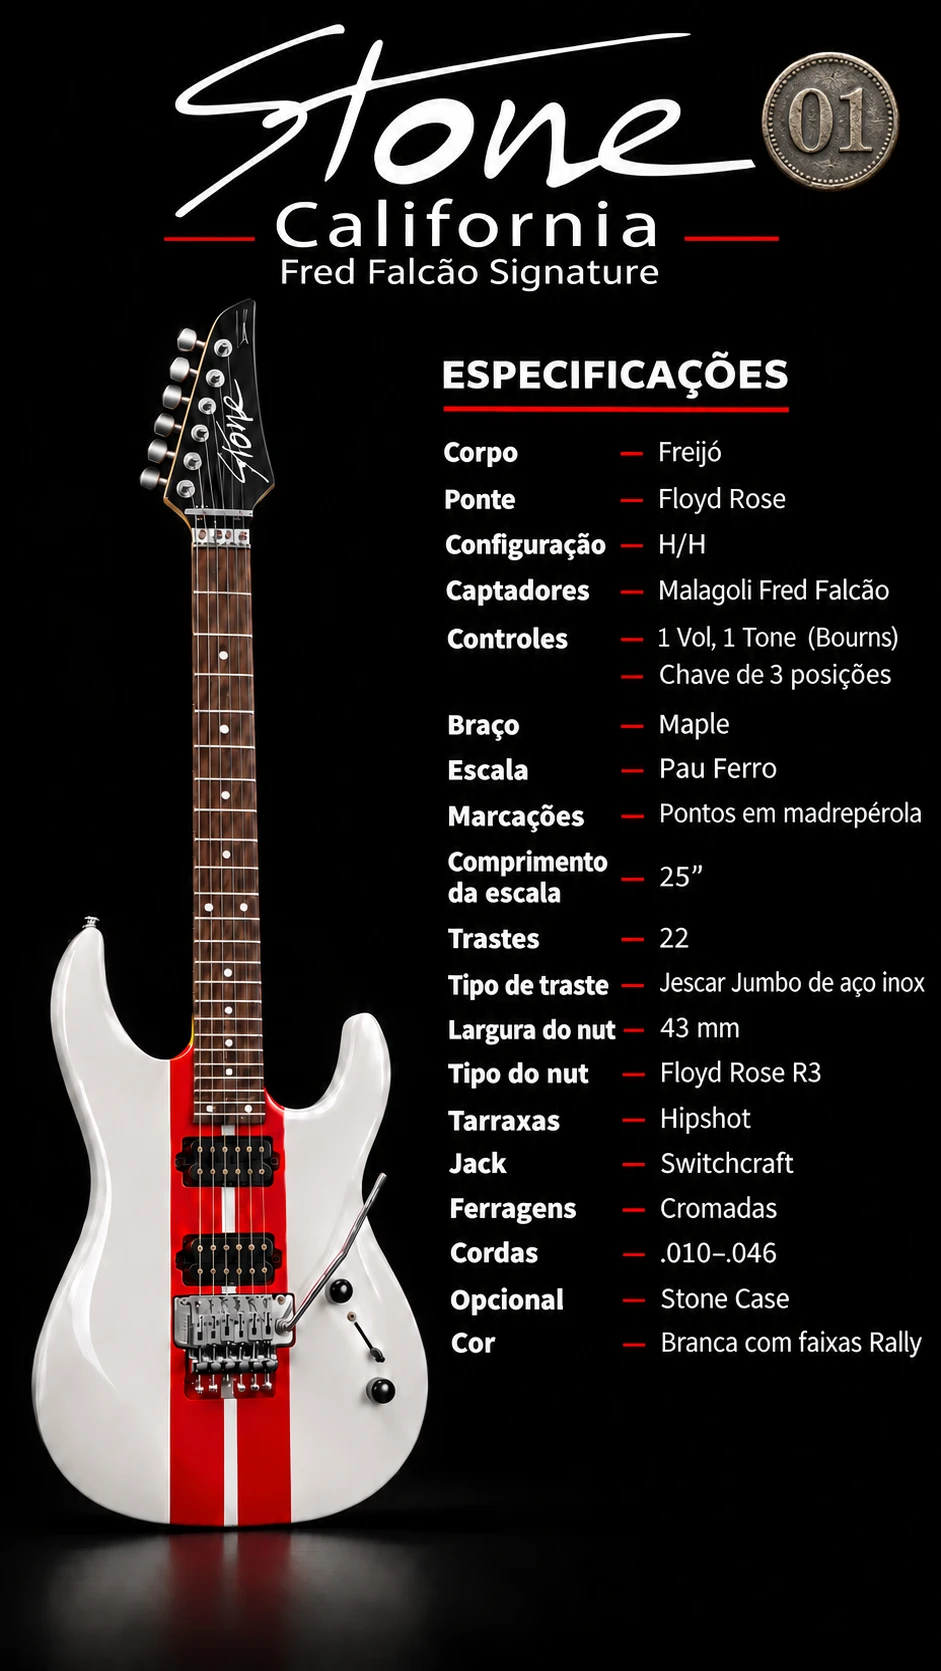 Stone
01
California
Fred Falcão Signature
Stone
ESPECIFICAÇÕES
Corpo — Freijó
Ponte — Floyd Rose
Configuração — H/H
Captadores — Malagoli Fred Falcão
Controles — 1 Vol, 1 Tone (Bourns)
— Chave de 3 posições
Braço — Maple
Escala — Pau Ferro
Marcações — Pontos em madrepérola
Comprimento
da escala — 25”
Trastes — 22
Tipo de traste — Jescar Jumbo de aço inox
Largura do nut — 43 mm
Tipo do nut — Floyd Rose R3
Tarraxas — Hipshot
Jack — Switchcraft
Ferragens — Cromadas
Cordas — .010–.046
Opcional — Stone Case
Cor — Branca com faixas Rally